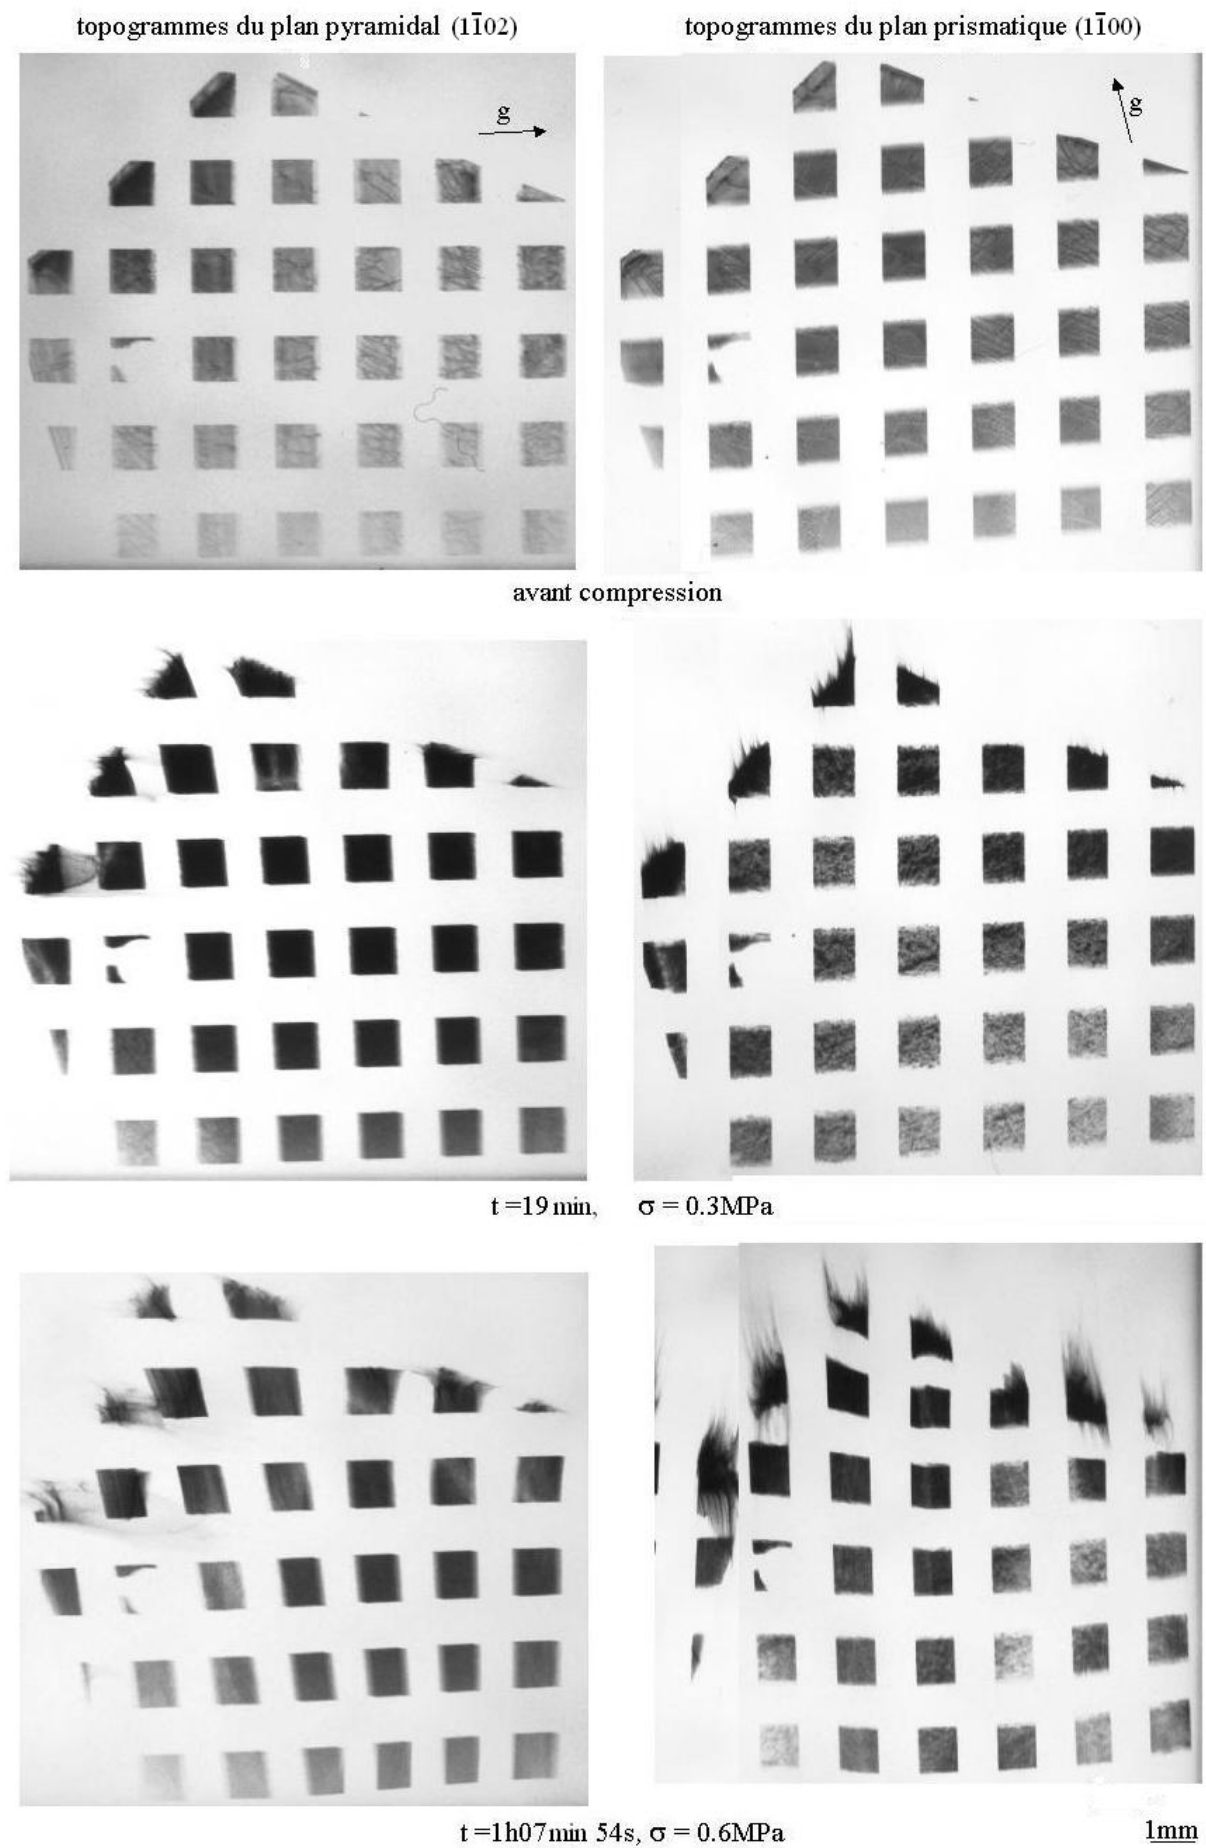 topogrammes du plan pyramidal (11̅02)
topogrammes du plan prismatique (11̅00)
g
g
avant compression
t =19 min, σ = 0.3MPa
t =1h07min 54s, σ = 0.6MPa
1mm